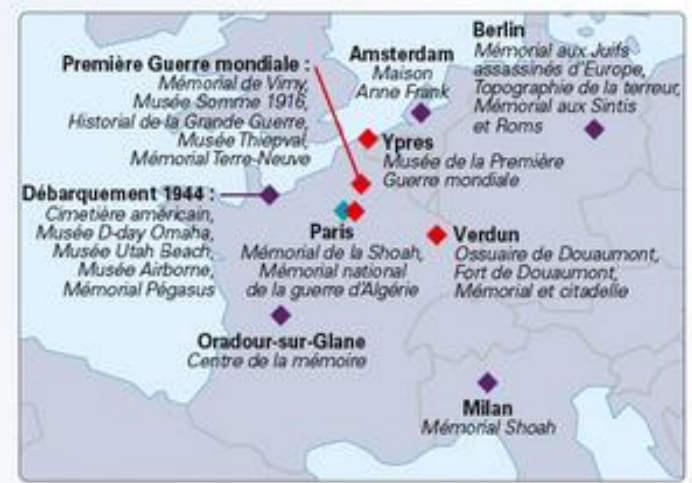 Première Guerre mondiale :
Mémorial de Vimy,
Musée Somme 1916,
Historial de la Grande Guerre,
Musée Thiepval,
Mémorial Terre-Neuve
Amsterdam
Maison
Anne Frank
Berlin
Mémorial aux Juifs
assassinés d'Europe,
Topographie de la terreur,
Mémorial aux Sintis
et Roms
Ypres
Musée de la Première
Guerre mondiale
Débarquement 1944 :
Cimetière américain,
Musée D-day Omaha,
Musée Utah Beach,
Musée Airborne,
Mémorial Pégasus
Paris
Mémorial de la Shoah,
Mémorial national
de la guerre d'Algérie
Verdun
Ossuaire de Douaumont,
Fort de Douaumont,
Mémorial et citadelle
Oradour-sur-Glane
Centre de la mémoire
Milan
Mémorial Shoah